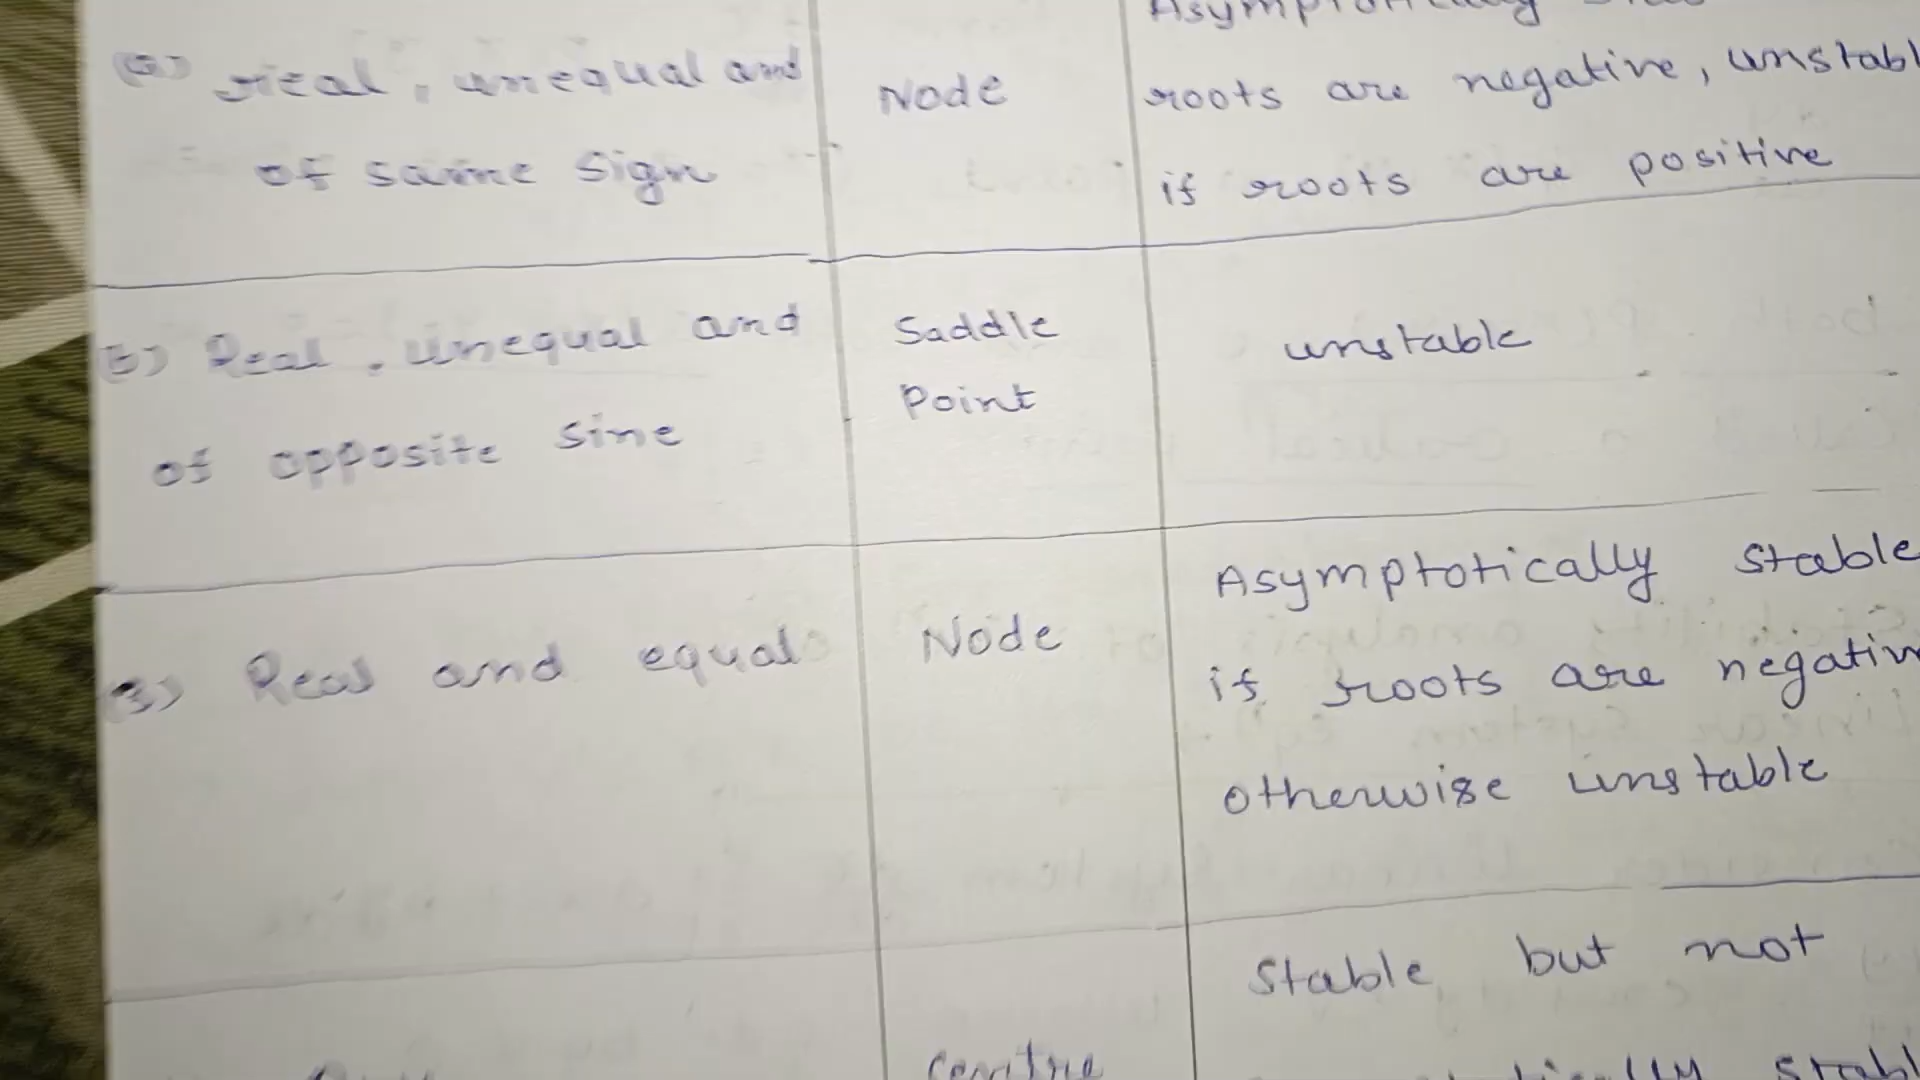 real, unequal and
of same sign
Node
Asymptotically
roots are negative, unstabl
if roots are positive
Real, unequal and
of opposite sine
Saddle
Point
unstable
3) Real and equal
Node
Asymptotically stable
if roots are negativ
otherwise unstable
Centre
Stable but not
stabl